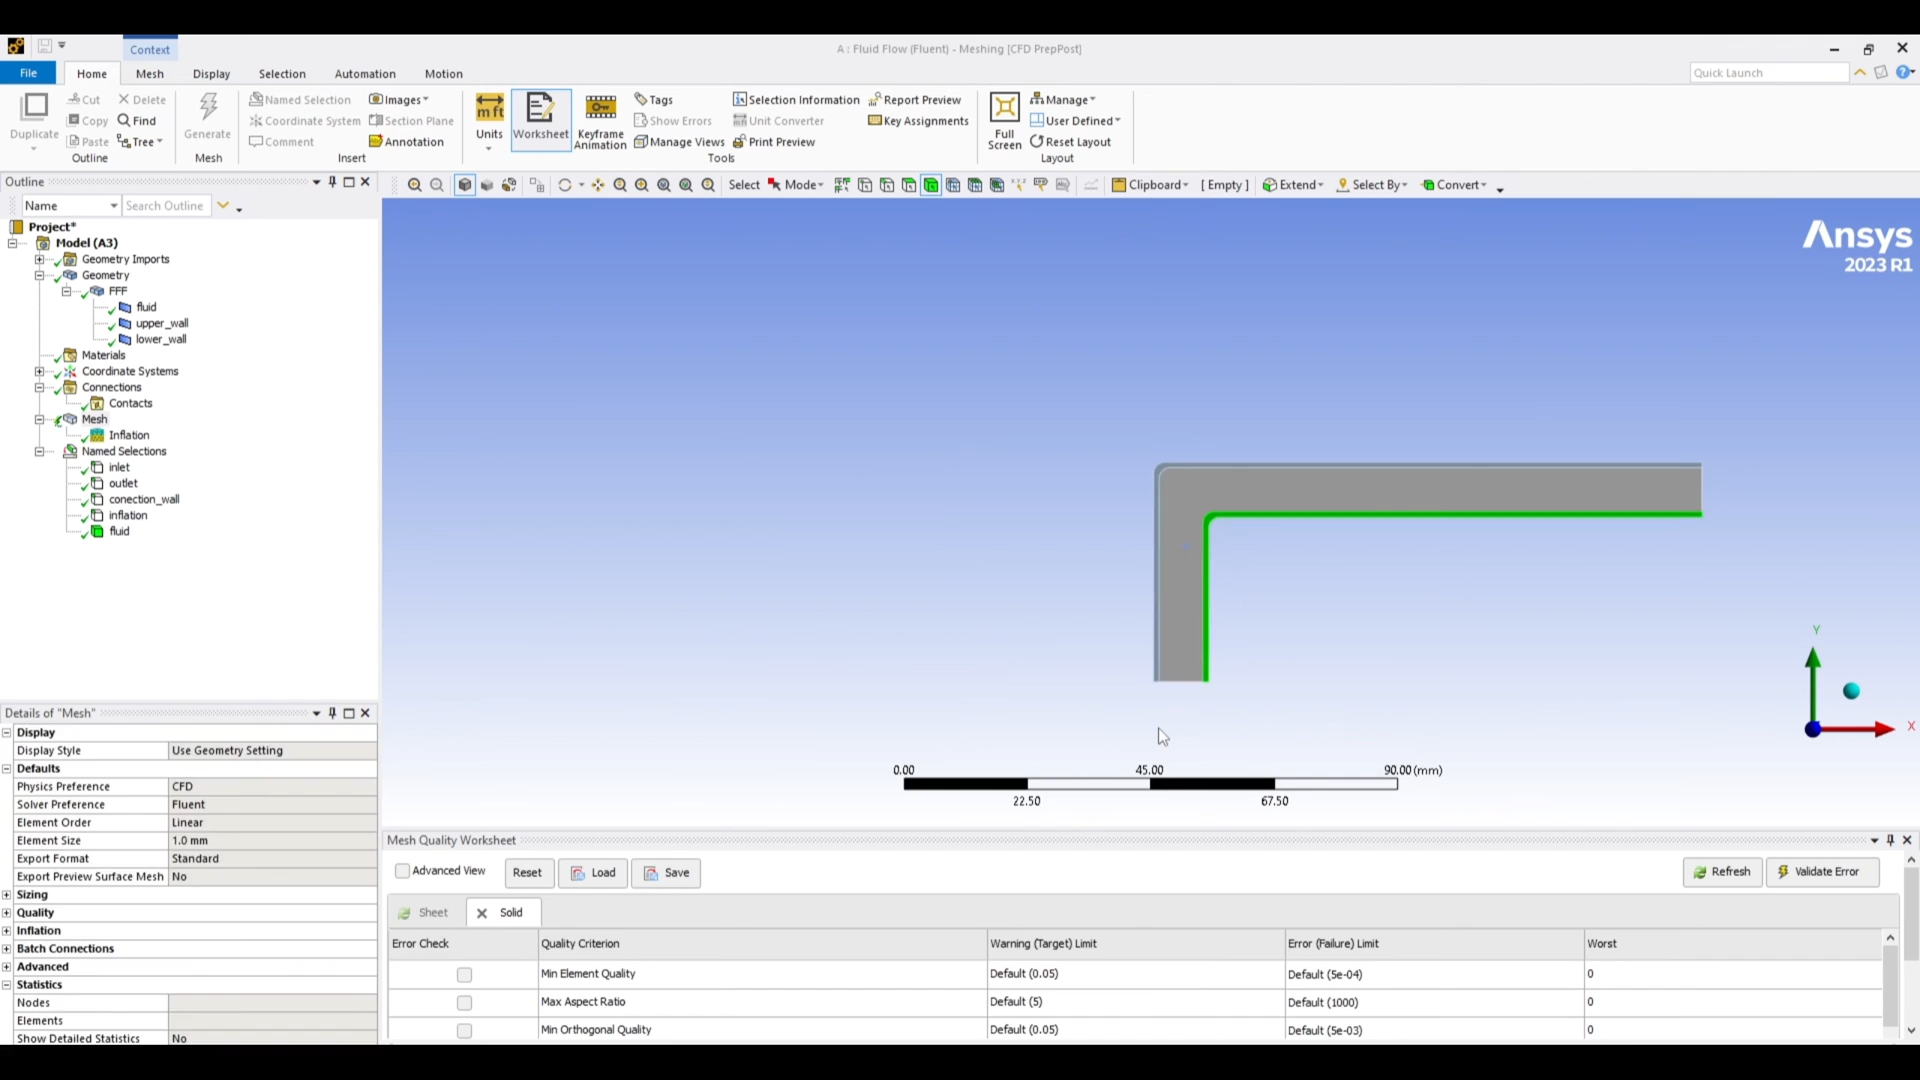 Context
A : Fluid Flow (Fluent) - Meshing [CFD PrepPost]
File Home Mesh Display Selection Automation Motion
Quick Launch
Duplicate
Cut
Copy
Paste
Delete
Find
Tree
Outline
Generate
Mesh
Named Selection
Coordinate System
Comment
Images
Section Plane
Annotation
Insert
m ft
Units
Worksheet
Keyframe
Animation
Tags
Show Errors
Manage Views
Selection Information
Unit Converter
Print Preview
Report Preview
Key Assignments
Tools
Full
Screen
Manage
User Defined
Reset Layout
Layout
Outline
Name
Search Outline
Select Mode Clipboard [ Empty ] Extend Select By Convert
Project*
Model (A3)
Geometry Imports
Geometry
FFF
fluid
upper_wall
lower_wall
Materials
Coordinate Systems
Connections
Contacts
Mesh
Inflation
Named Selections
inlet
outlet
conection_wall
inflation
fluid
Ansys
2023 R1
Y
X
0.00 45.00 90.00 (mm)
22.50 67.50
Details of "Mesh"
Display
Display Style Use Geometry Setting
Defaults
Physics Preference CFD
Solver Preference Fluent
Element Order Linear
Element Size 1.0 mm
Export Format Standard
Export Preview Surface Mesh No
Sizing
Quality
Inflation
Batch Connections
Advanced
Statistics
Nodes
Elements
Show Detailed Statistics No
Mesh Quality Worksheet
Advanced View Reset Load Save Refresh Validate Error
Sheet Solid
Error Check Quality Criterion Warning (Target) Limit Error (Failure) Limit Worst
Min Element Quality Default (0.05) Default (5e-04) 0
Max Aspect Ratio Default (5) Default (1000) 0
Min Orthogonal Quality Default (0.05) Default (5e-03) 0